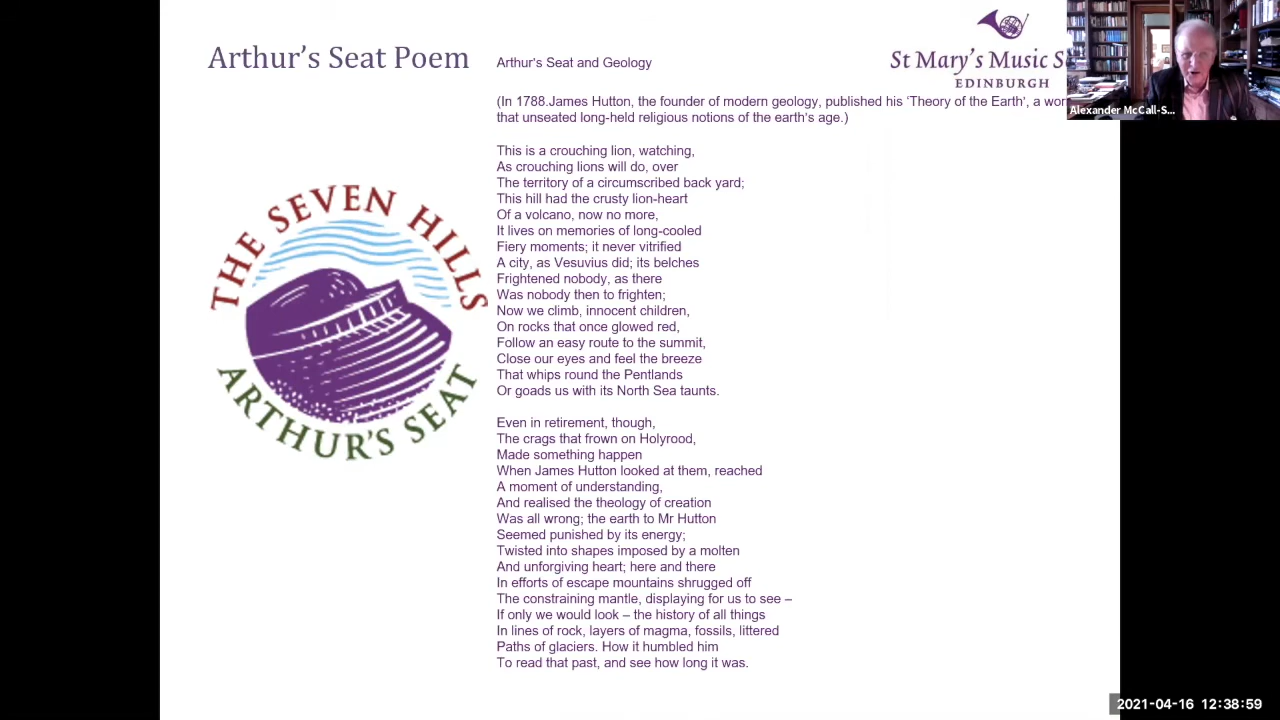 Arthur’s Seat Poem
Arthur’s Seat and Geology
St Mary's Music S
EDINBURGH
Alexander McCall-S...
(In 1788.James Hutton, the founder of modern geology, published his ‘Theory of the Earth’, a wor
that unseated long-held religious notions of the earth’s age.)
This is a crouching lion, watching,
As crouching lions will do, over
The territory of a circumscribed back yard;
This hill had the crusty lion-heart
Of a volcano, now no more,
It lives on memories of long-cooled
Fiery moments; it never vitrified
A city, as Vesuvius did; its belches
Frightened nobody, as there
Was nobody then to frighten;
Now we climb, innocent children,
On rocks that once glowed red,
Follow an easy route to the summit,
Close our eyes and feel the breeze
That whips round the Pentlands
Or goads us with its North Sea taunts.
Even in retirement, though,
The crags that frown on Holyrood,
Made something happen
When James Hutton looked at them, reached
A moment of understanding,
And realised the theology of creation
Was all wrong; the earth to Mr Hutton
Seemed punished by its energy;
Twisted into shapes imposed by a molten
And unforgiving heart; here and there
In efforts of escape mountains shrugged off
The constraining mantle, displaying for us to see –
If only we would look – the history of all things
In lines of rock, layers of magma, fossils, littered
Paths of glaciers. How it humbled him
To read that past, and see how long it was.
THE SEVEN HILLS
ARTHUR'S SEAT
2021-04-16 12:38:59